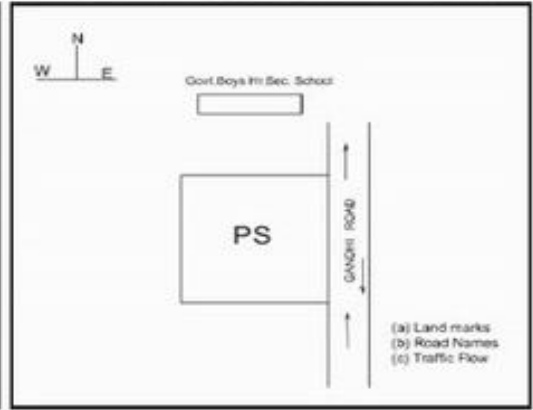 N
W E
Govt.Boys Hr.Sec. School
PS
GANDHI ROAD
(a) Land marks
(b) Road Names
(c) Traffic Flow